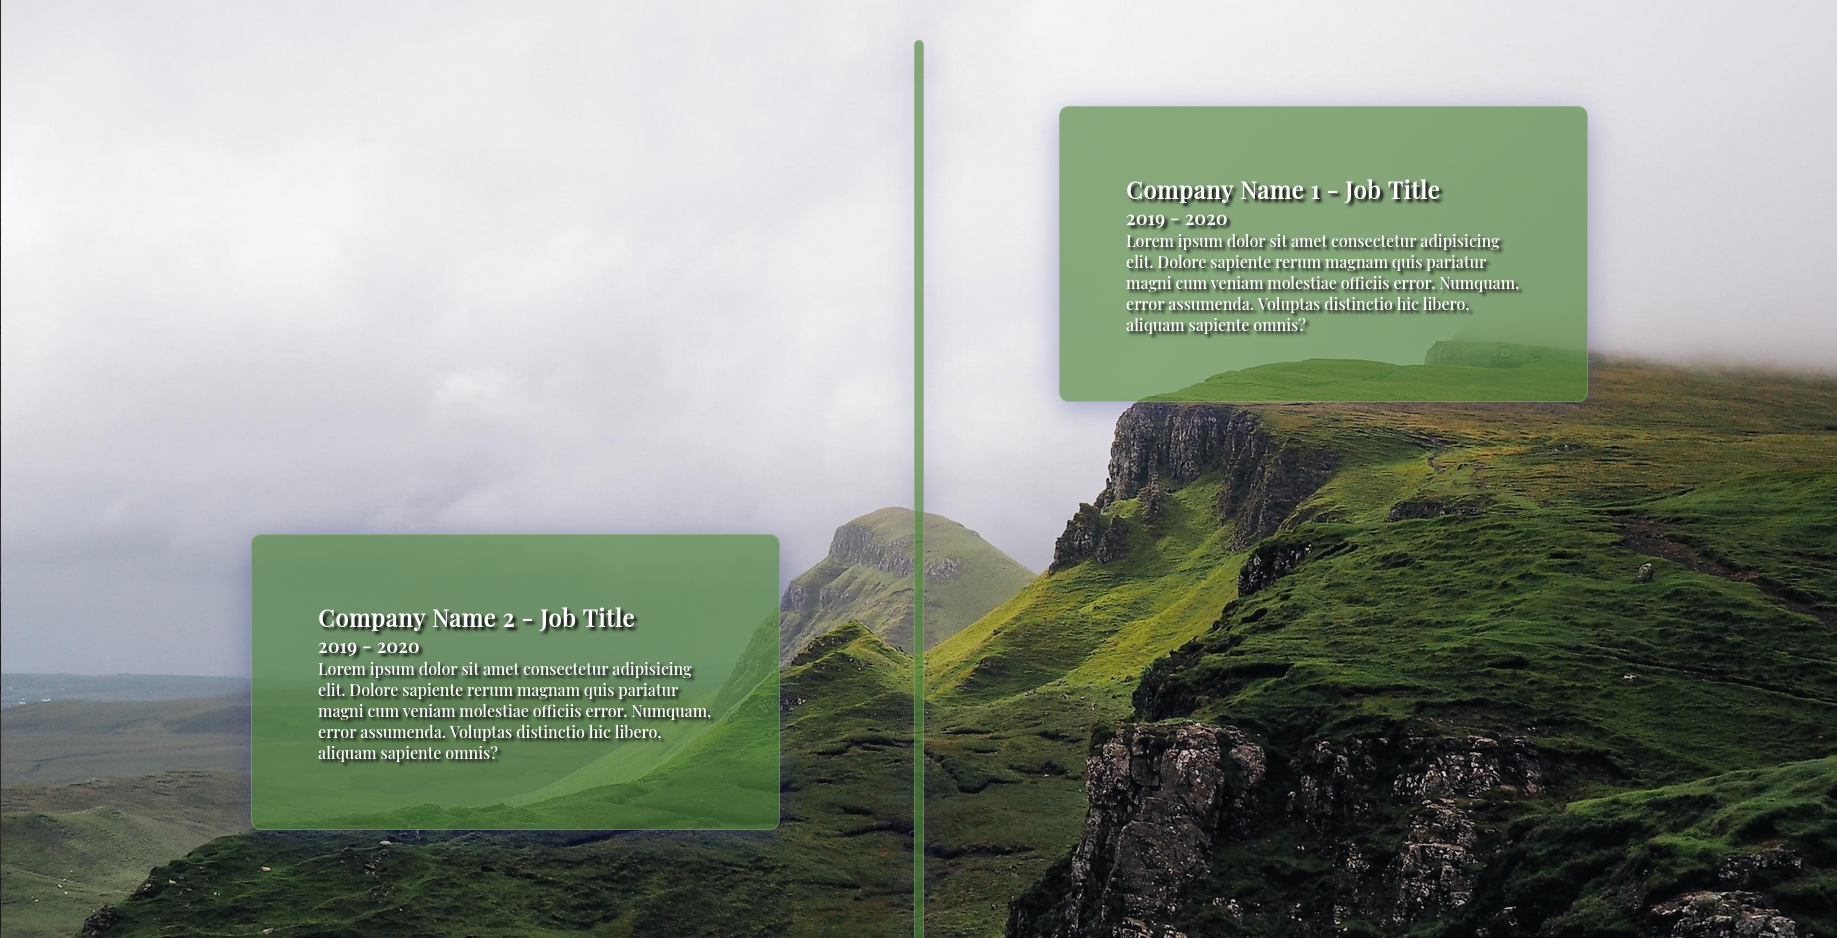 Company Name 1 - Job Title
2019 - 2020
Lorem ipsum dolor sit amet consectetur adipisicing
elit. Dolore sapiente rerum magnam quis pariatur
magni cum veniam molestiae officiis error. Numquam,
error assumenda. Voluptas distinctio hic libero,
aliquam sapiente omnis?
Company Name 2 - Job Title
2019 - 2020
Lorem ipsum dolor sit amet consectetur adipisicing
elit. Dolore sapiente rerum magnam quis pariatur
magni cum veniam molestiae officiis error. Numquam,
error assumenda. Voluptas distinctio hic libero,
aliquam sapiente omnis?